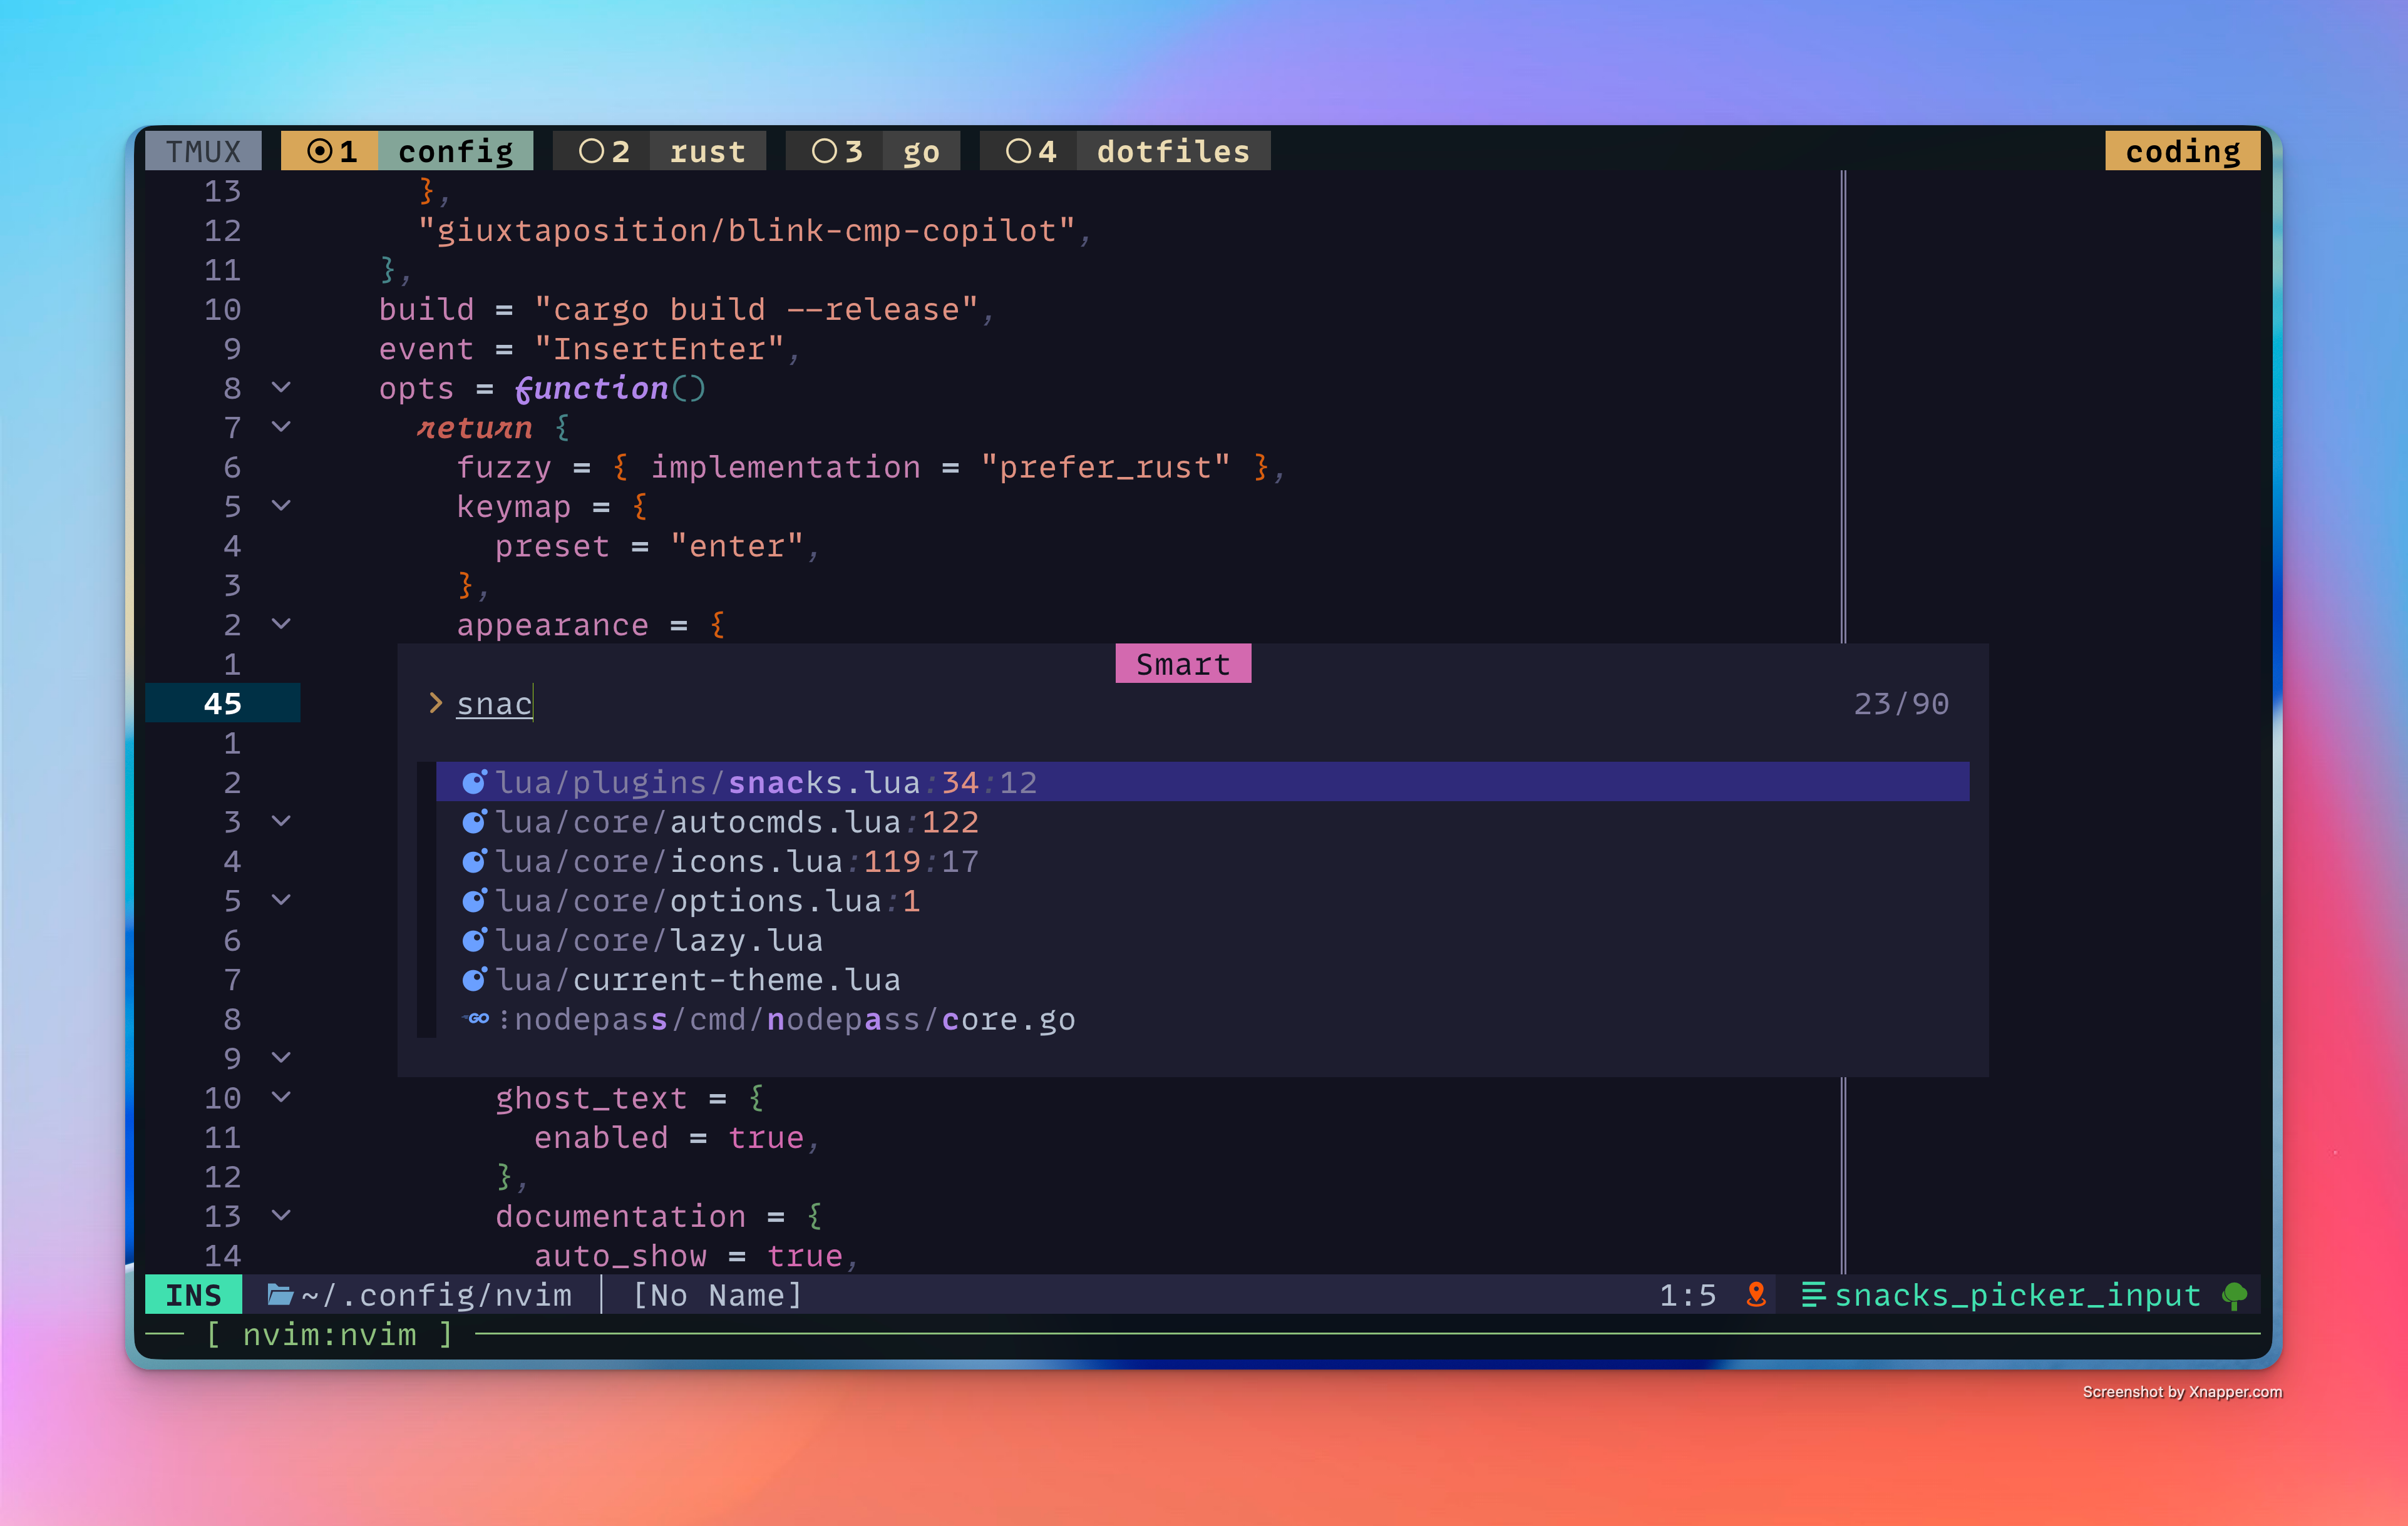 TMUX 1 config 2 rust 3 go 4 dotfiles coding
13 },
12 "giuxtaposition/blink-cmp-copilot",
11 },
10 build = "cargo build --release",
9 event = "InsertEnter",
8 opts = function()
7 return {
6 fuzzy = { implementation = "prefer_rust" },
5 keymap = {
4 preset = "enter",
3 },
2 appearance = {
1 Smart
45 > snac 23/90
1
2 lua/plugins/snacks.lua:34:12
3 lua/core/autocmds.lua:122
4 lua/core/icons.lua:119:17
5 lua/core/options.lua:1
6 lua/core/lazy.lua
7 lua/current-theme.lua
8 GO nodepass/cmd/nodepass/core.go
9
10 ghost_text = {
11 enabled = true,
12 },
13 documentation = {
14 auto_show = true,
INS ~/.config/nvim [No Name] 1:5 snacks_picker_input
[ nvim:nvim ]
Screenshot by Xnapper.com